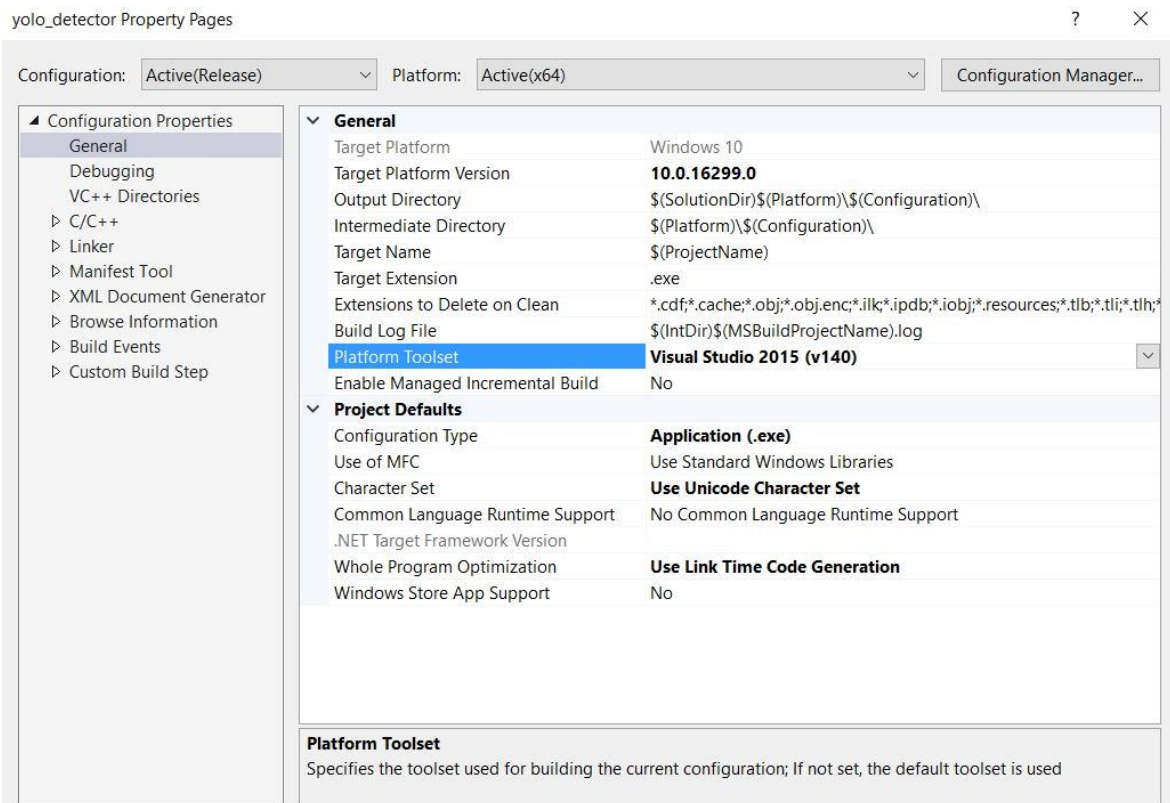 yolo_detector Property Pages
?
Configuration: Active(Release) Platform: Active(x64) Configuration Manager...
Configuration Properties
General
Debugging
VC++ Directories
C/C++
Linker
Manifest Tool
XML Document Generator
Browse Information
Build Events
Custom Build Step
General
Target Platform Windows 10
Target Platform Version 10.0.16299.0
Output Directory $(SolutionDir)$(Platform)\$(Configuration)\
Intermediate Directory $(Platform)\$(Configuration)\
Target Name $(ProjectName)
Target Extension .exe
Extensions to Delete on Clean *.cdf;*.cache;*.obj;*.obj.enc;*.ilk;*.ipdb;*.iobj;*.resources;*.tlb;*.tli;*.tlh;*
Build Log File $(IntDir)$(MSBuildProjectName).log
Platform Toolset Visual Studio 2015 (v140)
Enable Managed Incremental Build No
Project Defaults
Configuration Type Application (.exe)
Use of MFC Use Standard Windows Libraries
Character Set Use Unicode Character Set
Common Language Runtime Support No Common Language Runtime Support
.NET Target Framework Version
Whole Program Optimization Use Link Time Code Generation
Windows Store App Support No
Platform Toolset
Specifies the toolset used for building the current configuration; If not set, the default toolset is used